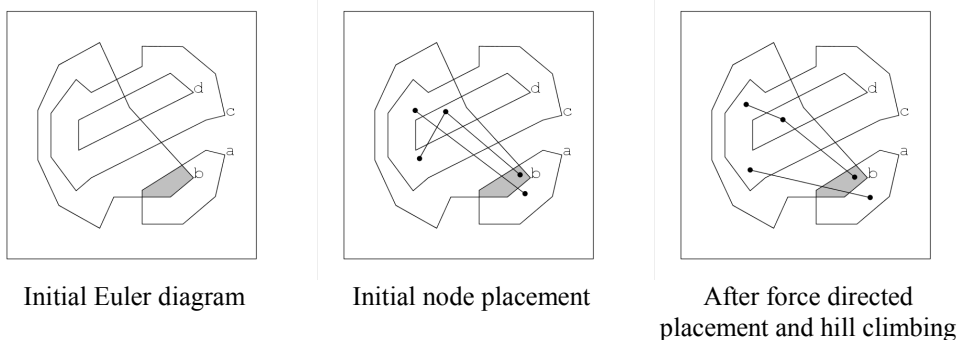 d
c
a
b
d
c
a
b
d
c
a
b
Initial Euler diagram
Initial node placement
After force directed
placement and hill climbing